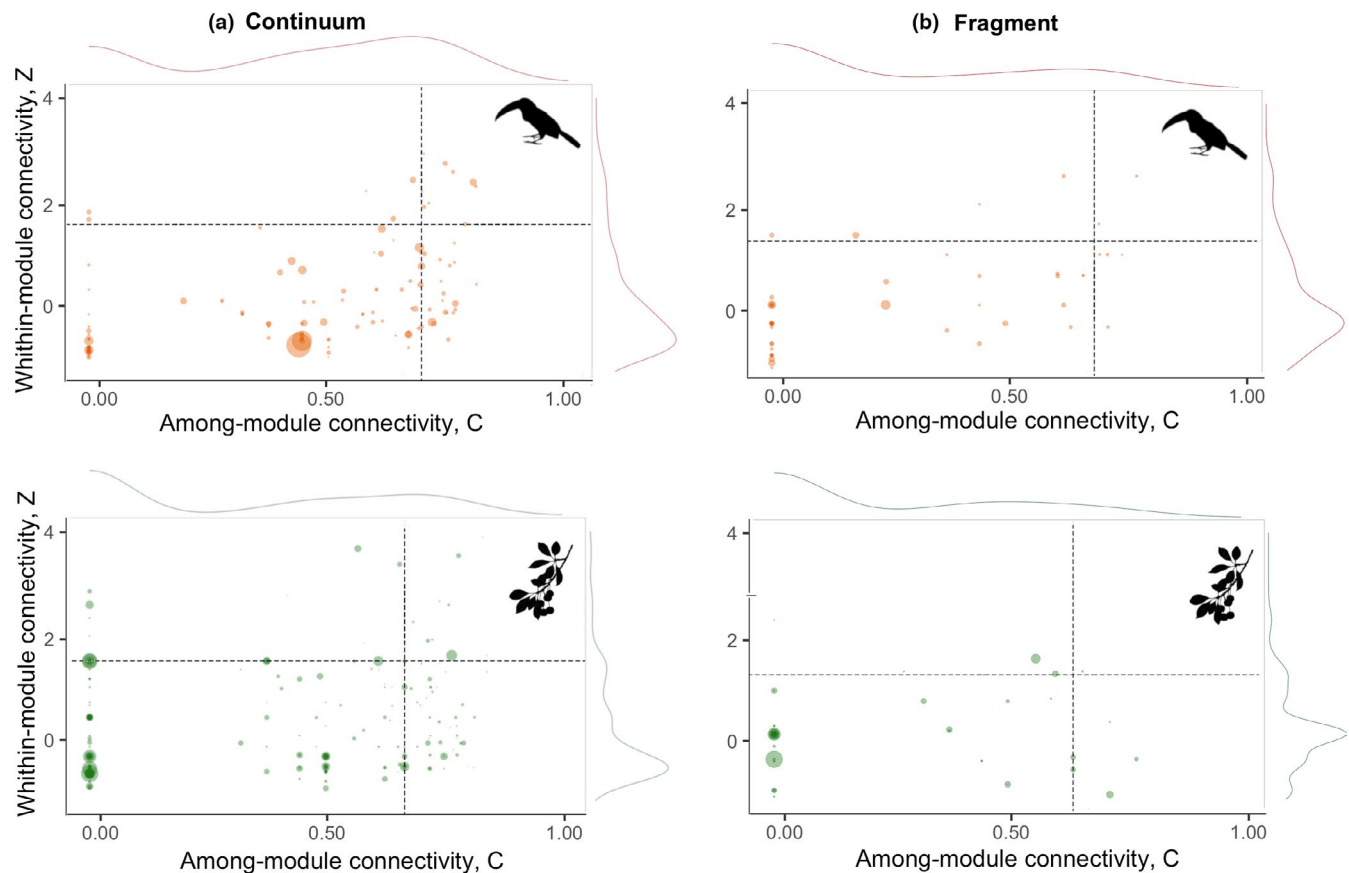 (a) Continuum
(b) Fragment
Whithin-module connectivity, Z
4
2
0
0.00 0.50 1.00
Among-module connectivity, C
4
2
0
0.00 0.50 1.00
Among-module connectivity, C
Whithin-module connectivity, Z
4
2
0
0.00 0.50 1.00
Among-module connectivity, C
4
2
0
0.00 0.50 1.00
Among-module connectivity, C